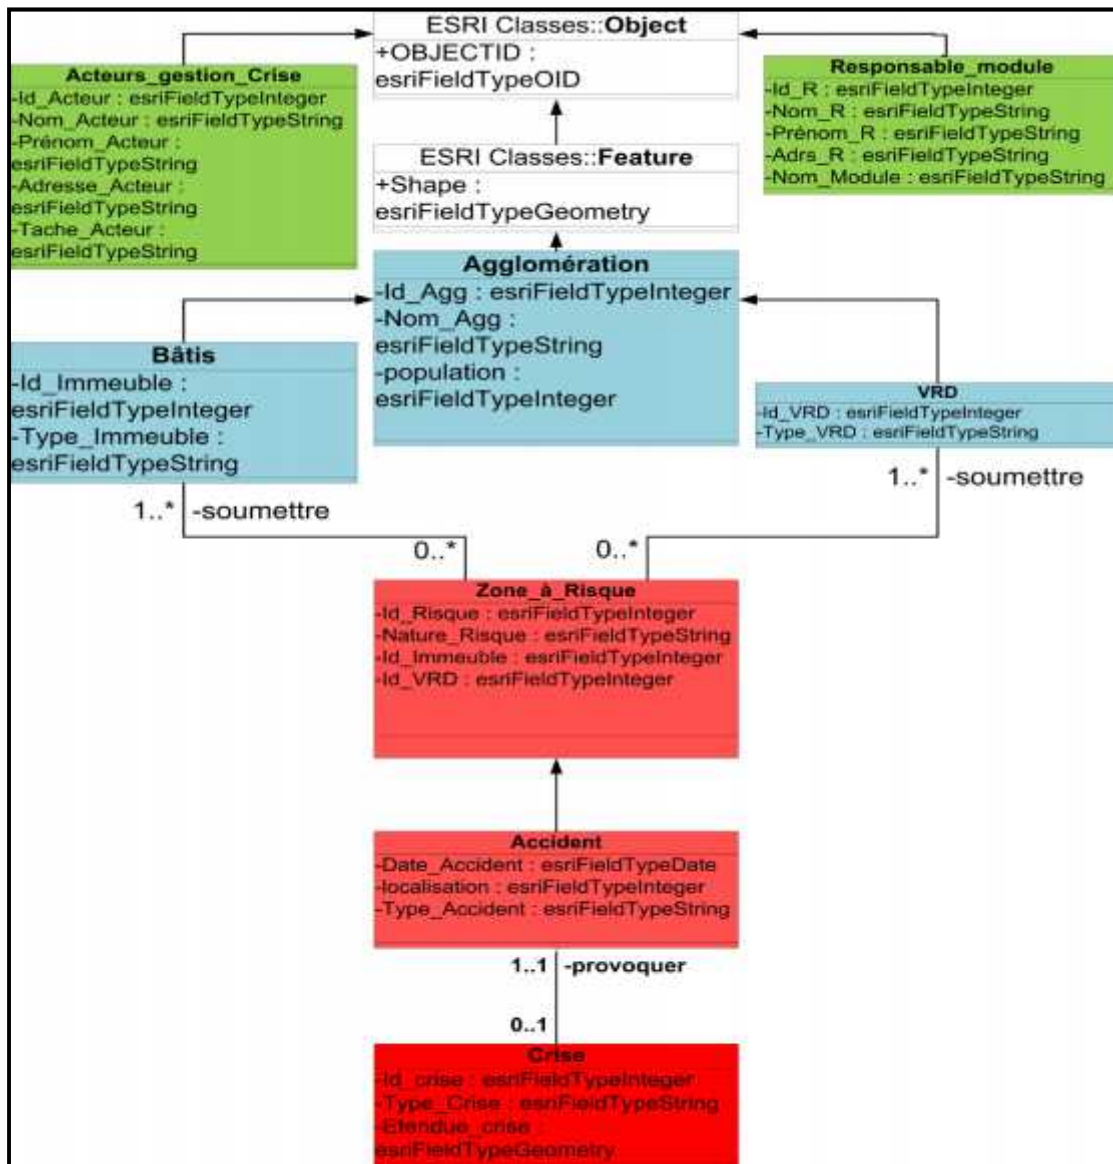 ESRI Classes::Object
+OBJECTID :
esriFieldTypeOID
Acteurs_gestion_Crise
-Id_Acteur : esriFieldTypeInteger
-Nom_Acteur : esriFieldTypeString
-Prénom_Acteur :
esriFieldTypeString
-Adresse_Acteur :
esriFieldTypeString
-Tache_Acteur :
esriFieldTypeString
Responsable_module
-Id_R : esriFieldTypeInteger
-Nom_R : esriFieldTypeString
-Prénom_R : esriFieldTypeString
-Adrs_R : esriFieldTypeString
-Nom_Module : esriFieldTypeString
ESRI Classes::Feature
+Shape :
esriFieldTypeGeometry
Agglomération
-Id_Agg : esriFieldTypeInteger
-Nom_Agg :
esriFieldTypeString
-population :
esriFieldTypeInteger
Bâtis
-Id_Immeuble :
esriFieldTypeInteger
-Type_Immeuble :
esriFieldTypeString
VRD
-Id_VRD : esriFieldTypeInteger
-Type_VRD : esriFieldTypeString
1..* -soumettre
1..* -soumettre
0..*
0..*
Zone_à_Risque
-Id_Risque : esriFieldTypeInteger
-Nature_Risque : esriFieldTypeString
-Id_Immeuble : esriFieldTypeInteger
-Id_VRD : esriFieldTypeInteger
Accident
-Date_Accident : esriFieldTypeDate
-localisation : esriFieldTypeInteger
-Type_Accident : esriFieldTypeString
1..1 -provoquer
0..1
Crise
-Id_crise : esriFieldTypeInteger
-Type_Crise : esriFieldTypeString
-Etendue_crise :
esriFieldTypeGeometry